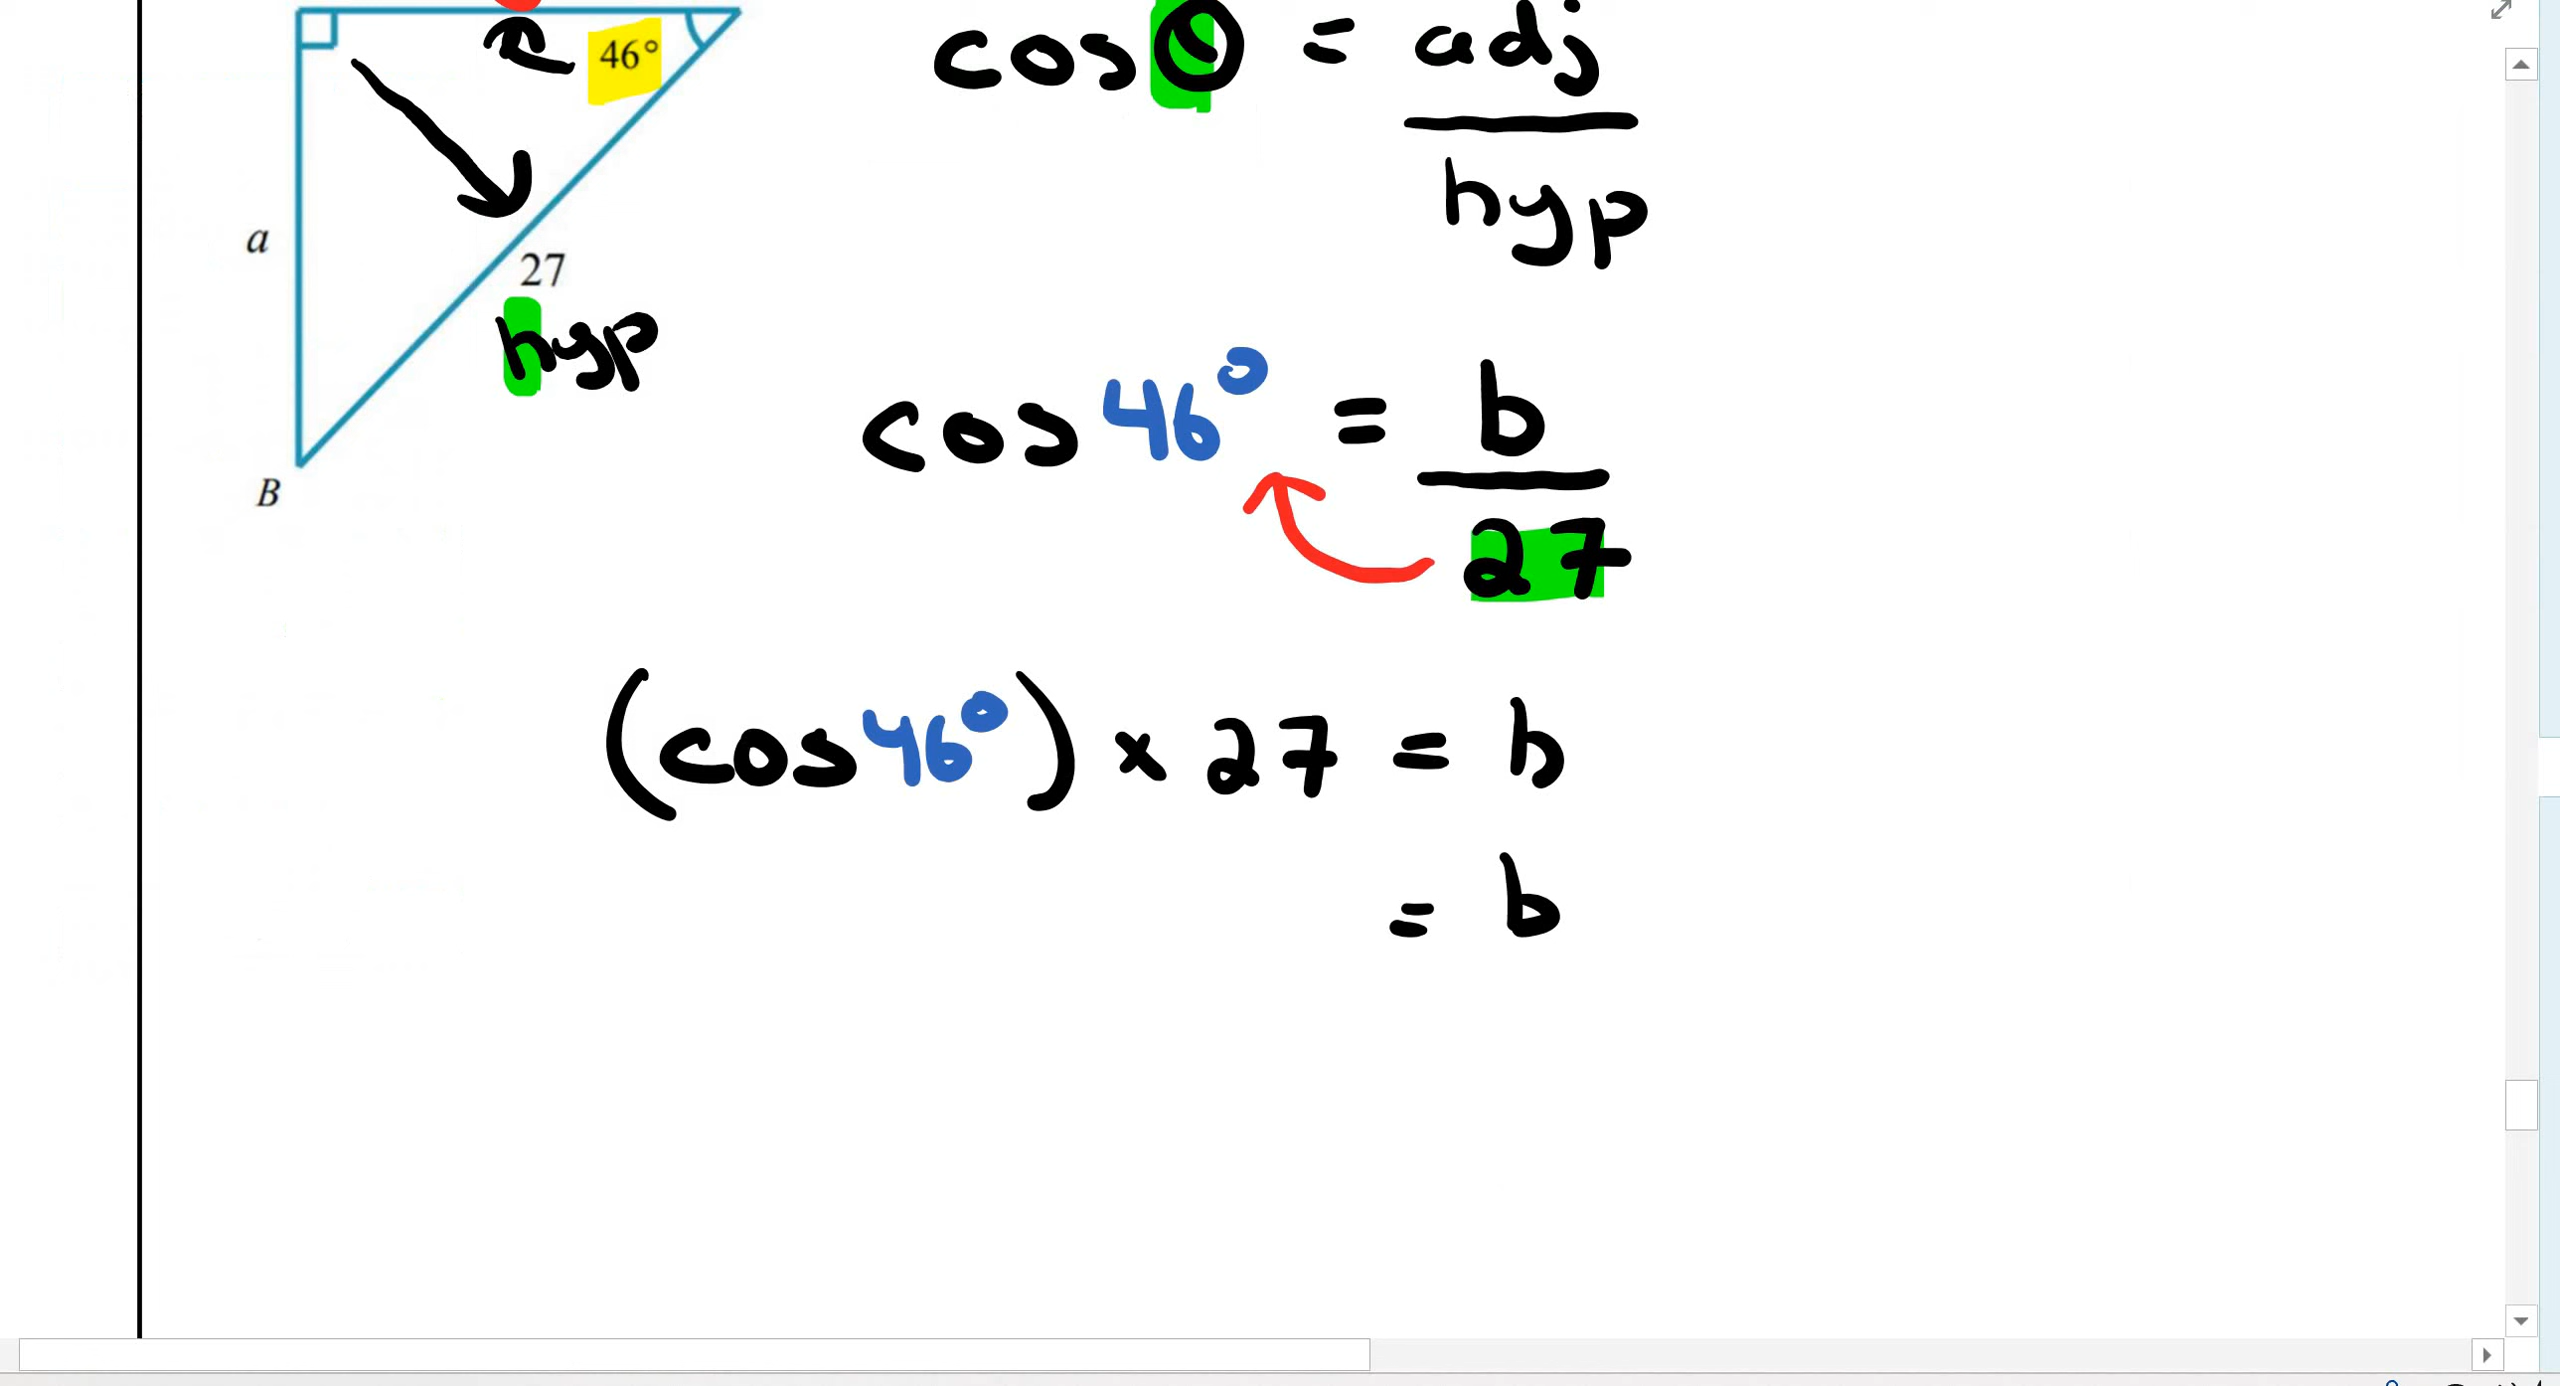 46°
cos θ = adj
hyp
a
27
hyp
cos 46° = b
27
B
(cos 46°) × 27 = b
= b